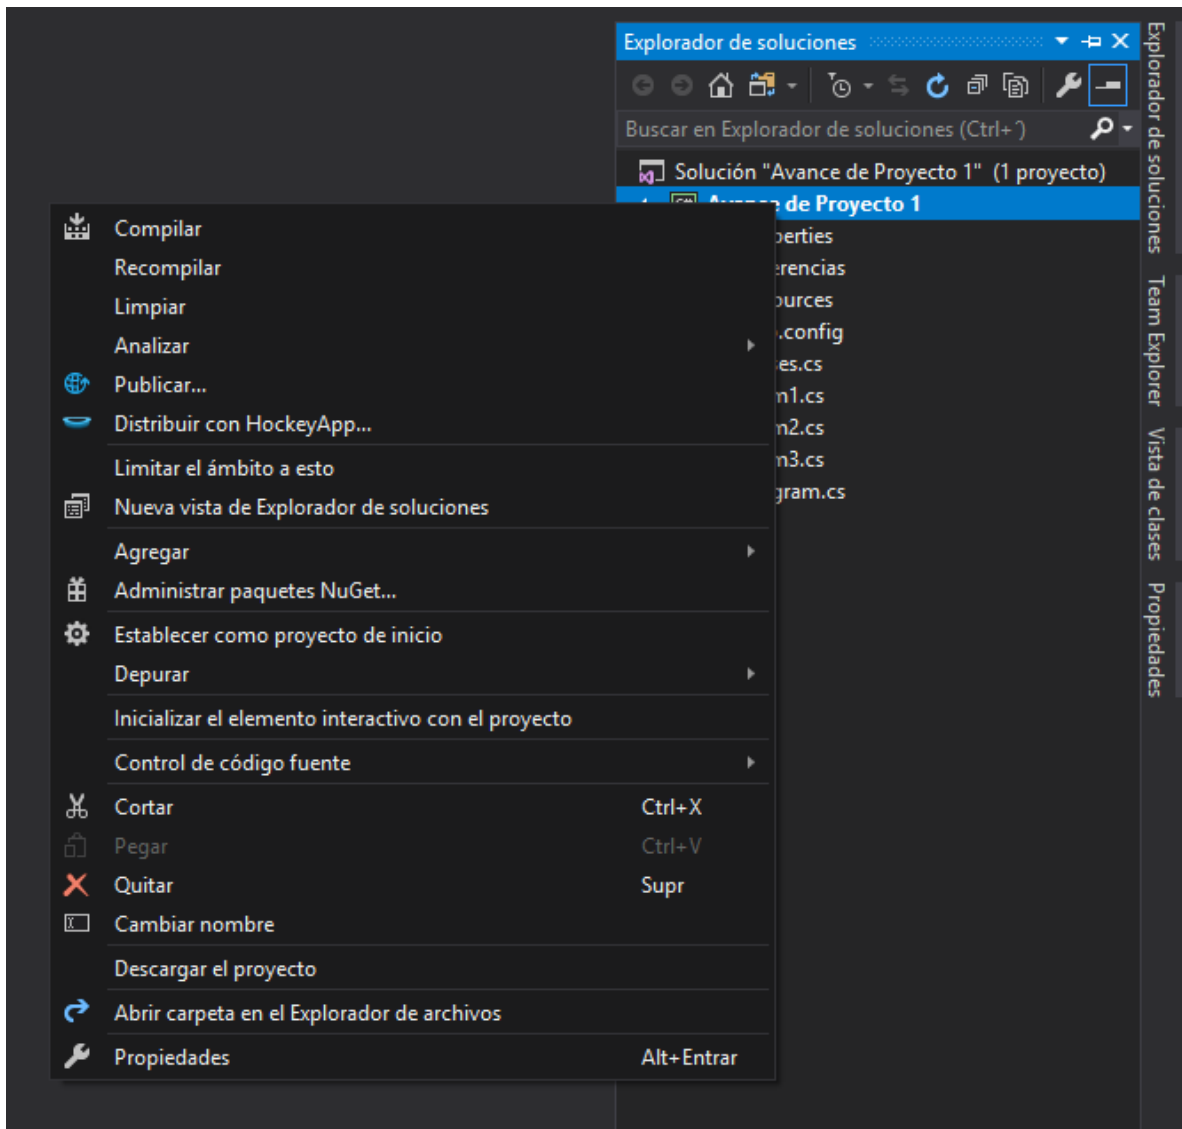 Explorador de soluciones
Buscar en Explorador de soluciones (Ctrl+´)
Solución "Avance de Proyecto 1" (1 proyecto)
de Proyecto 1
perties
erencias
ources
.config
es.cs
m1.cs
m2.cs
m3.cs
gram.cs
Compilar
Recompilar
Limpiar
Analizar
Publicar...
Distribuir con HockeyApp...
Limitar el ámbito a esto
Nueva vista de Explorador de soluciones
Agregar
Administrar paquetes NuGet...
Establecer como proyecto de inicio
Depurar
Inicializar el elemento interactivo con el proyecto
Control de código fuente
Cortar Ctrl+X
Pegar Ctrl+V
Quitar Supr
Cambiar nombre
Descargar el proyecto
Abrir carpeta en el Explorador de archivos
Propiedades Alt+Entrar
Explorador de soluciones
Team Explorer
Vista de clases
Propiedades